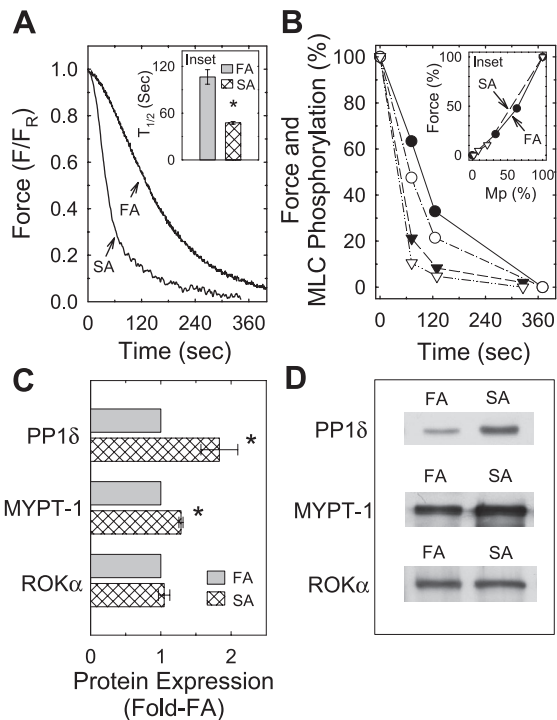 A
Force (F/F_R)
1.0
0.8
0.6
0.4
0.2
0.0
0 120 240 360
Time (sec)
FA
SA
Inset
T_1/2 (Sec)
120
60
0
FA
SA
*
B
Force and
MLC Phosphorylation (%)
100
80
60
40
20
0
0 120 240 360
Time (sec)
Inset
Force (%)
100
50
0
0 50 100
Mp (%)
SA
FA
C
PP1δ
*
MYPT-1
*
ROKα
FA
SA
0 1 2
Protein Expression
(Fold-FA)
D
FA SA
PP1δ
FA SA
MYPT-1
FA SA
ROKα